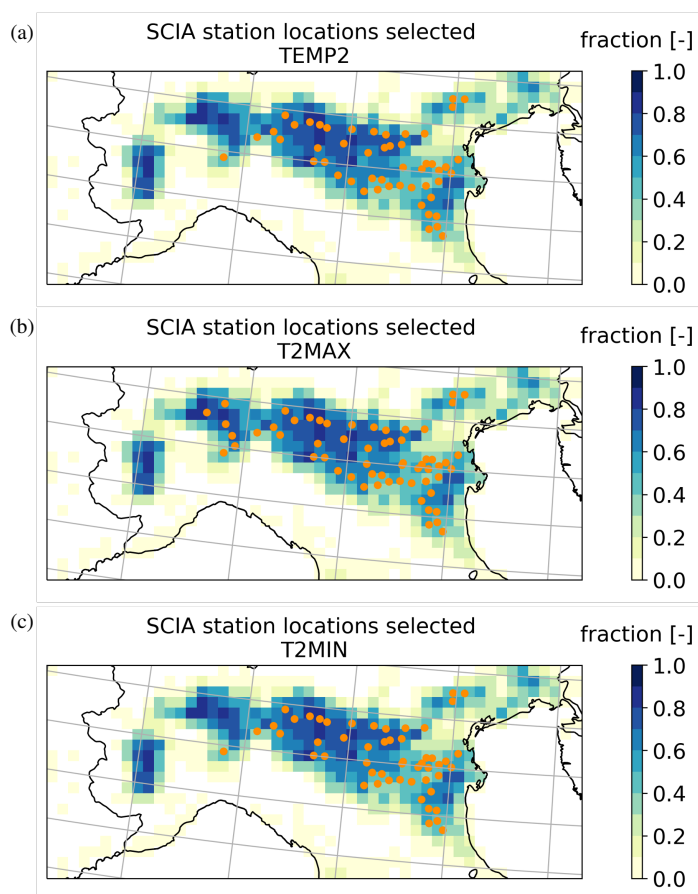 (a)
SCIA station locations selected
TEMP2
fraction [-]
1.0
0.8
0.6
0.4
0.2
0.0
(b)
SCIA station locations selected
T2MAX
fraction [-]
1.0
0.8
0.6
0.4
0.2
0.0
(c)
SCIA station locations selected
T2MIN
fraction [-]
1.0
0.8
0.6
0.4
0.2
0.0